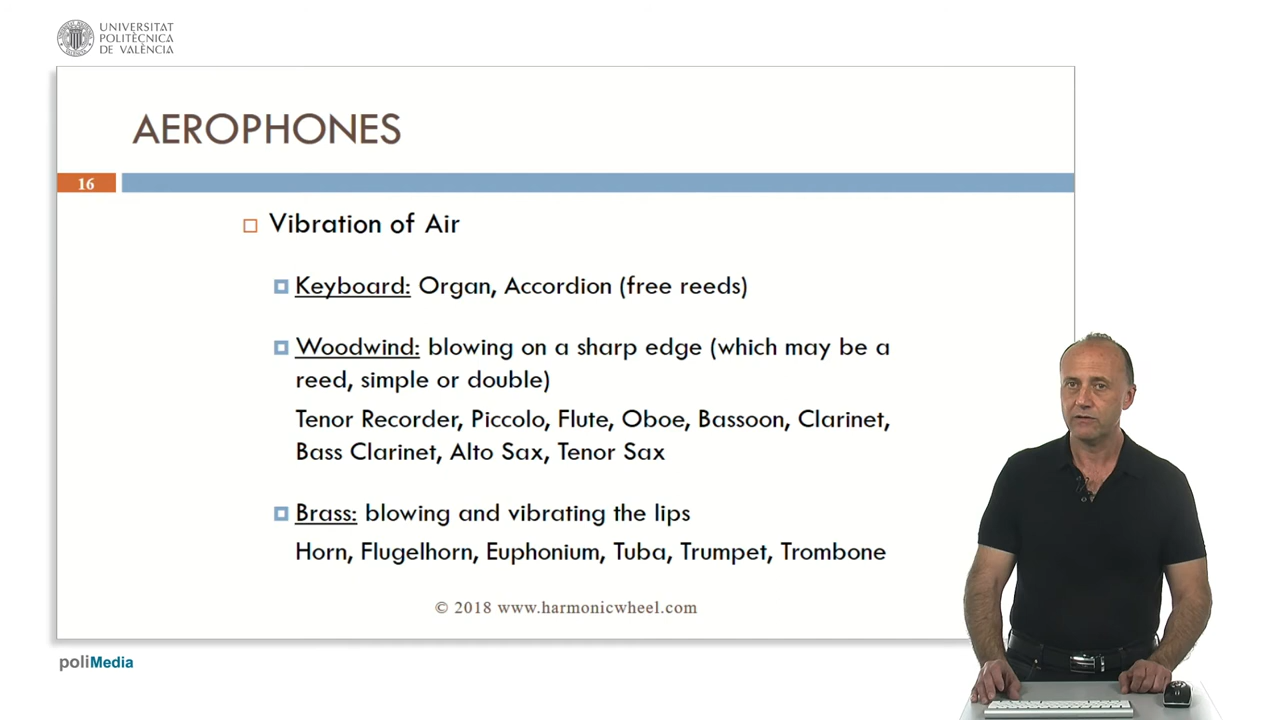 UNIVERSITAT
POLITÈCNICA
DE VALÈNCIA
AEROPHONES
16
Vibration of Air
Keyboard: Organ, Accordion (free reeds)
Woodwind: blowing on a sharp edge (which may be a
reed, simple or double)
Tenor Recorder, Piccolo, Flute, Oboe, Bassoon, Clarinet,
Bass Clarinet, Alto Sax, Tenor Sax
Brass: blowing and vibrating the lips
Horn, Flugelhorn, Euphonium, Tuba, Trumpet, Trombone
© 2018 www.harmonicwheel.com
poliMedia